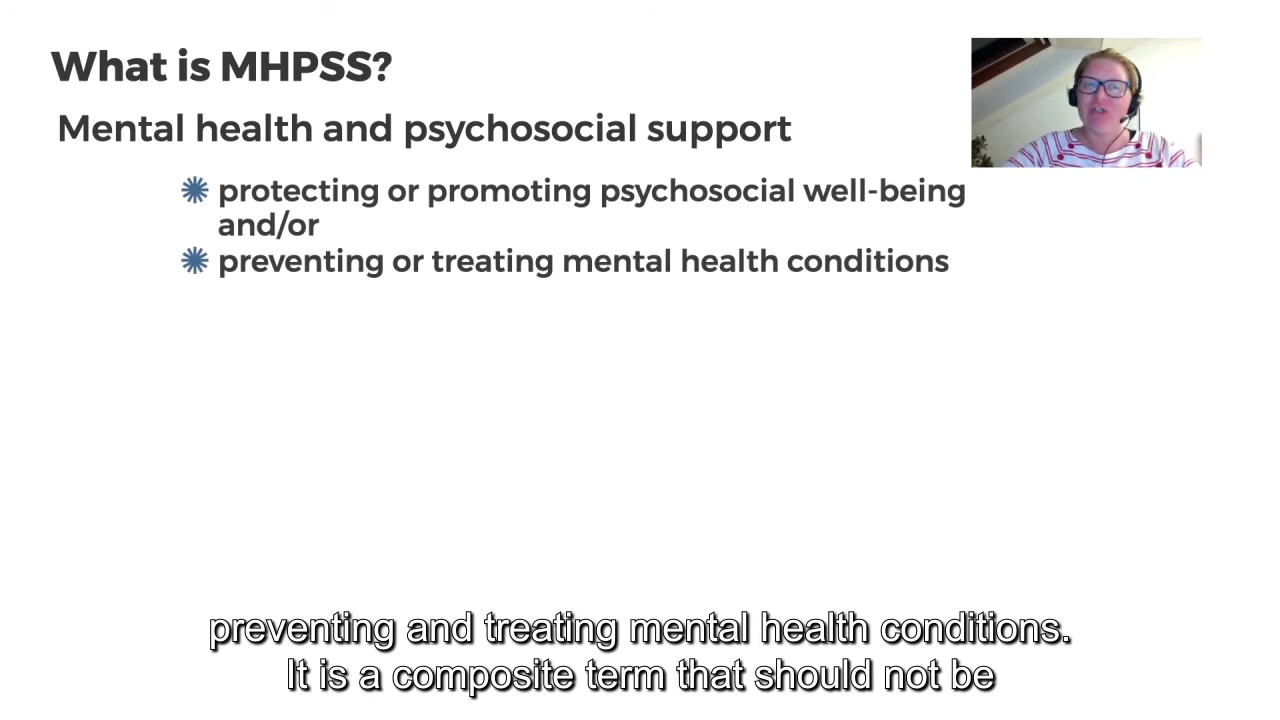 What is MHPSS?
Mental health and psychosocial support
protecting or promoting psychosocial well-being
and/or
preventing or treating mental health conditions
preventing and treating mental health conditions.
It is a composite term that should not be